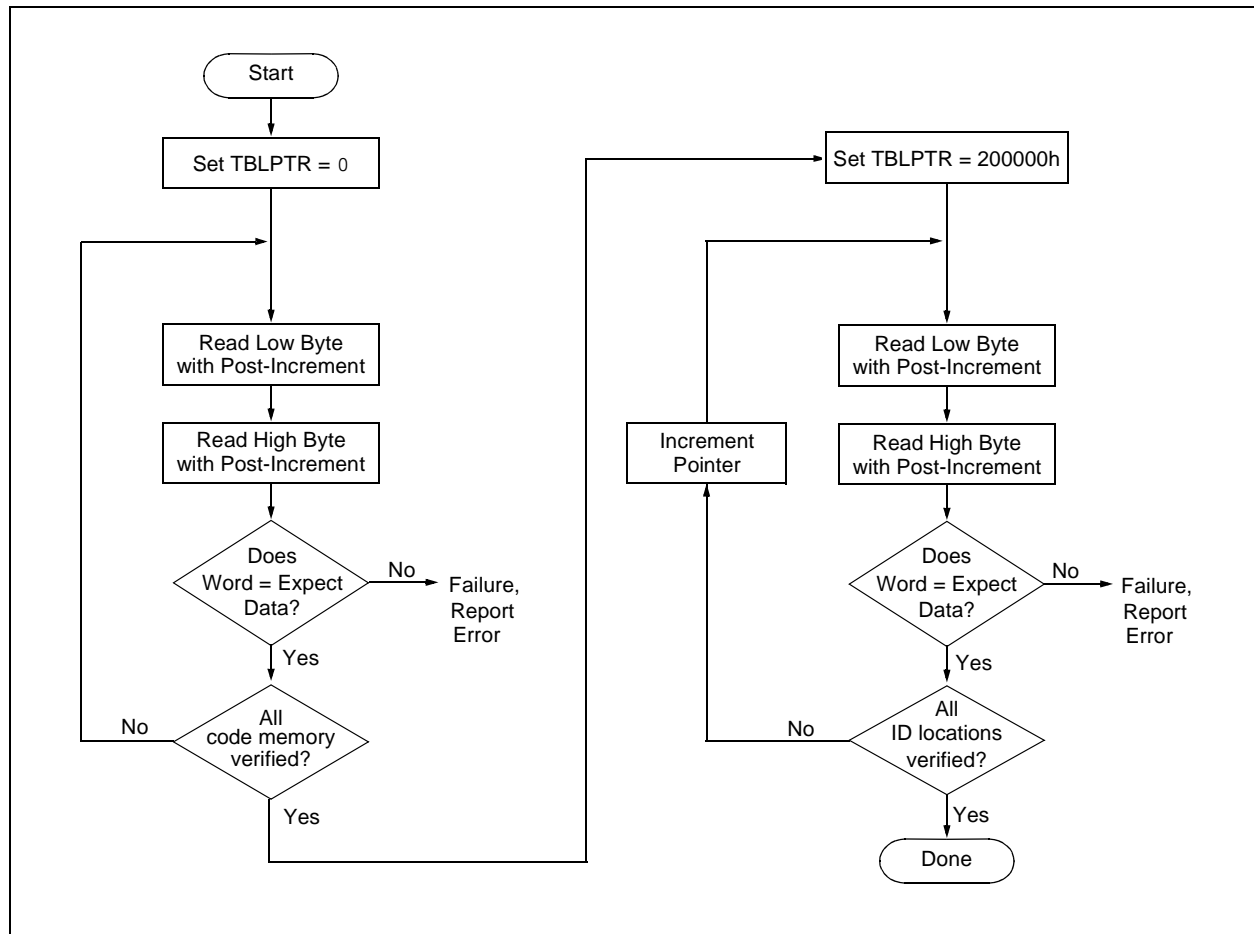 Start
Set TBLPTR = 0
Read Low Byte
with Post-Increment
Read High Byte
with Post-Increment
Does
Word = Expect
Data?
No
Failure,
Report
Error
Yes
All
code memory
verified?
No
Yes
Set TBLPTR = 200000h
Read Low Byte
with Post-Increment
Increment
Pointer
Read High Byte
with Post-Increment
Does
Word = Expect
Data?
No
Failure,
Report
Error
Yes
All
ID locations
verified?
No
Yes
Done